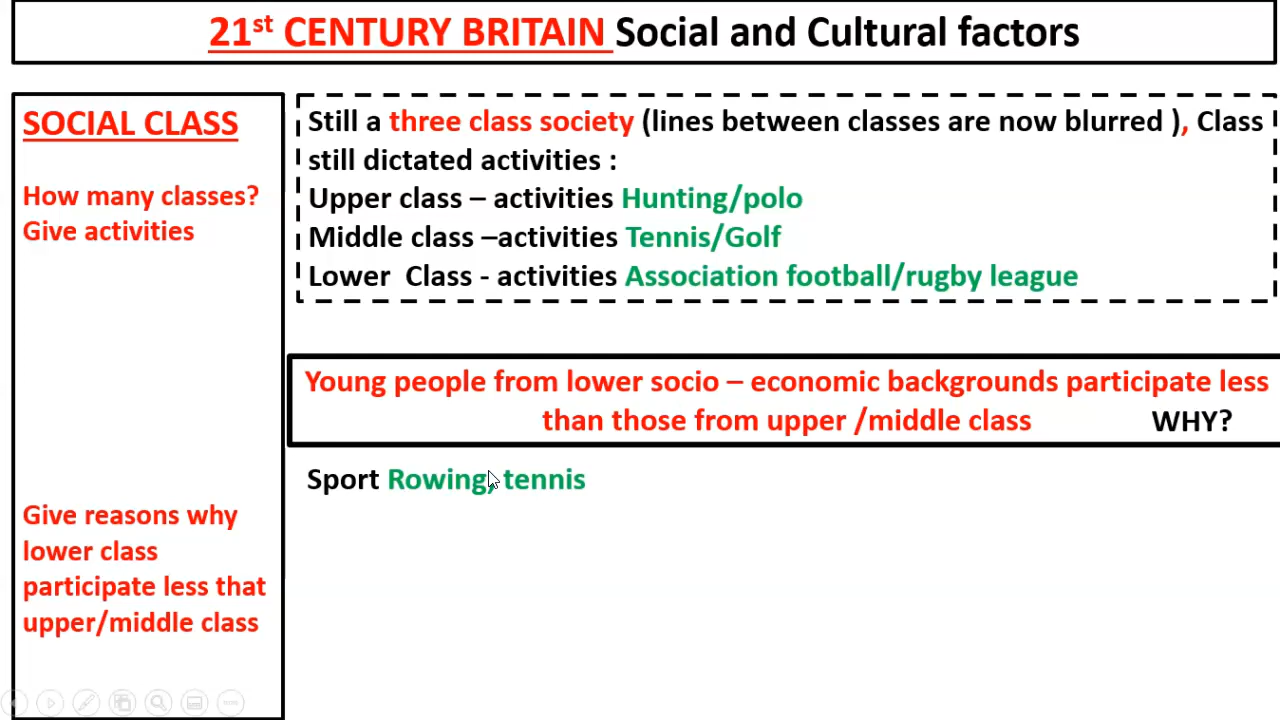 21st CENTURY BRITAIN Social and Cultural factors
SOCIAL CLASS
How many classes?
Give activities
Give reasons why
lower class
participate less that
upper/middle class
Still a three class society (lines between classes are now blurred ), Class
still dictated activities :
Upper class – activities Hunting/polo
Middle class –activities Tennis/Golf
Lower Class - activities Association football/rugby league
Young people from lower socio – economic backgrounds participate less
than those from upper /middle class WHY?
Sport Rowing, tennis